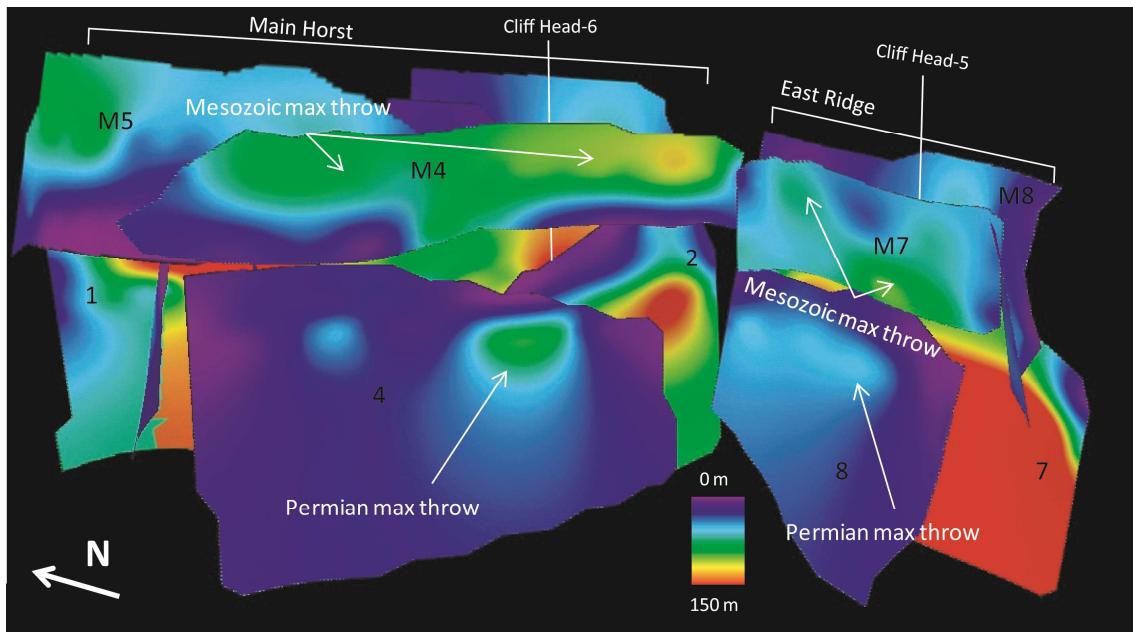 Main Horst
Cliff Head-6
Cliff Head-5
East Ridge
Mesozoic max throw
M5
M4
M8
M7
2
1
Mesozoic max throw
4
8
7
0 m
Permian max throw
Permian max throw
N
150 m